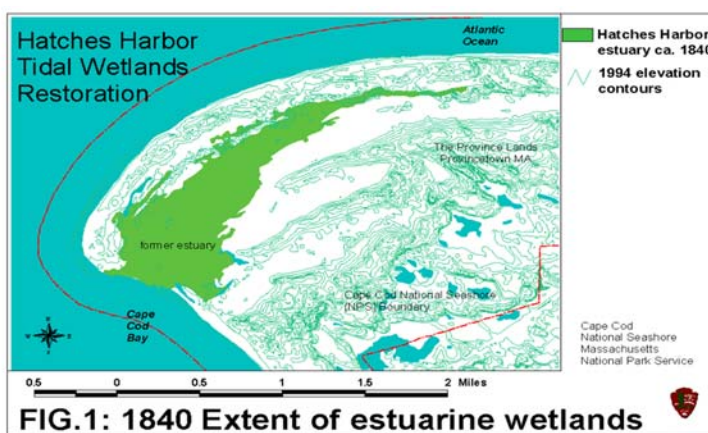 Hatches Harbor
Tidal Wetlands
Restoration
Atlantic
Ocean
Hatches Harbor
estuary ca. 1840
1994 elevation
contours
The Province Lands
Provincetown MA
former estuary
Cape Cod National Seashore
(NPS) Boundary
Cape
Cod
Bay
Cape Cod
National Seashore
Massachusetts
National Park Service
0.5 0 0.5 1 1.5 2 Miles
FIG.1: 1840 Extent of estuarine wetlands